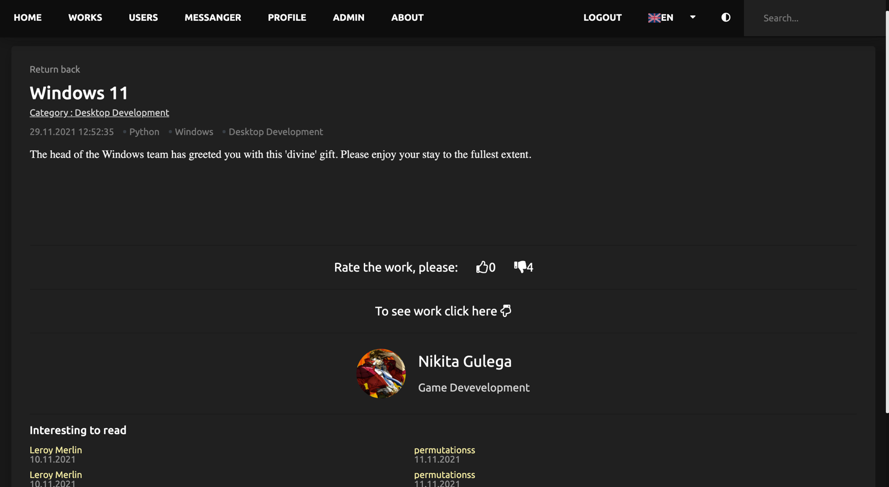 HOME WORKS USERS MESSANGER PROFILE ADMIN ABOUT LOGOUT EN Search...
Return back
Windows 11
Category : Desktop Development
29.11.2021 12:52:35 Python Windows Desktop Development
The head of the Windows team has greeted you with this 'divine' gift. Please enjoy your stay to the fullest extent.
Rate the work, please: 0 4
To see work click here
Nikita Gulega
Game Devevelopment
Interesting to read
Leroy Merlin permutationss
10.11.2021 11.11.2021
Leroy Merlin permutationss
10.11.2021 11.11.2021